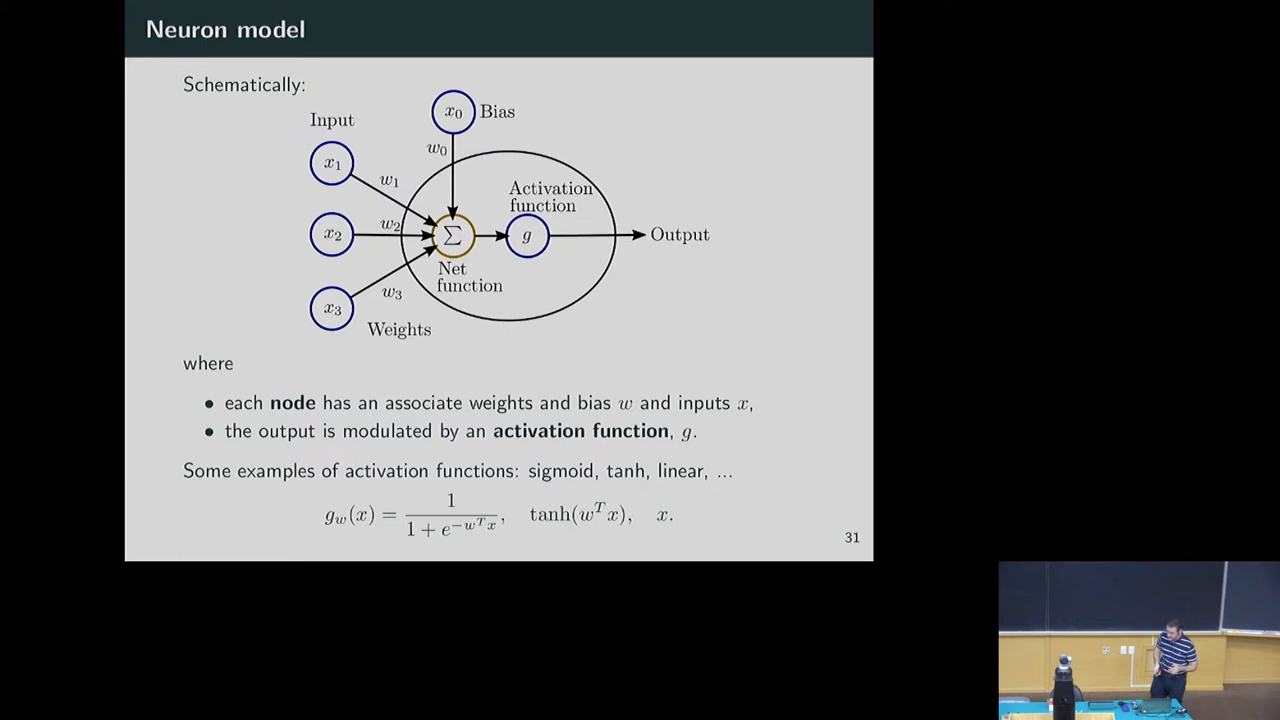 Neuron model
Schematically:
Input
x0 Bias
w0
x1
w1
Activation
function
x2
w2
Σ
g
Output
Net
function
w3
x3
Weights
where
• each node has an associate weights and bias w and inputs x,
• the output is modulated by an activation function, g.
Some examples of activation functions: sigmoid, tanh, linear, ...
g_w(x) = 1 / (1 + e^{-w^T x}), tanh(w^T x), x.
31